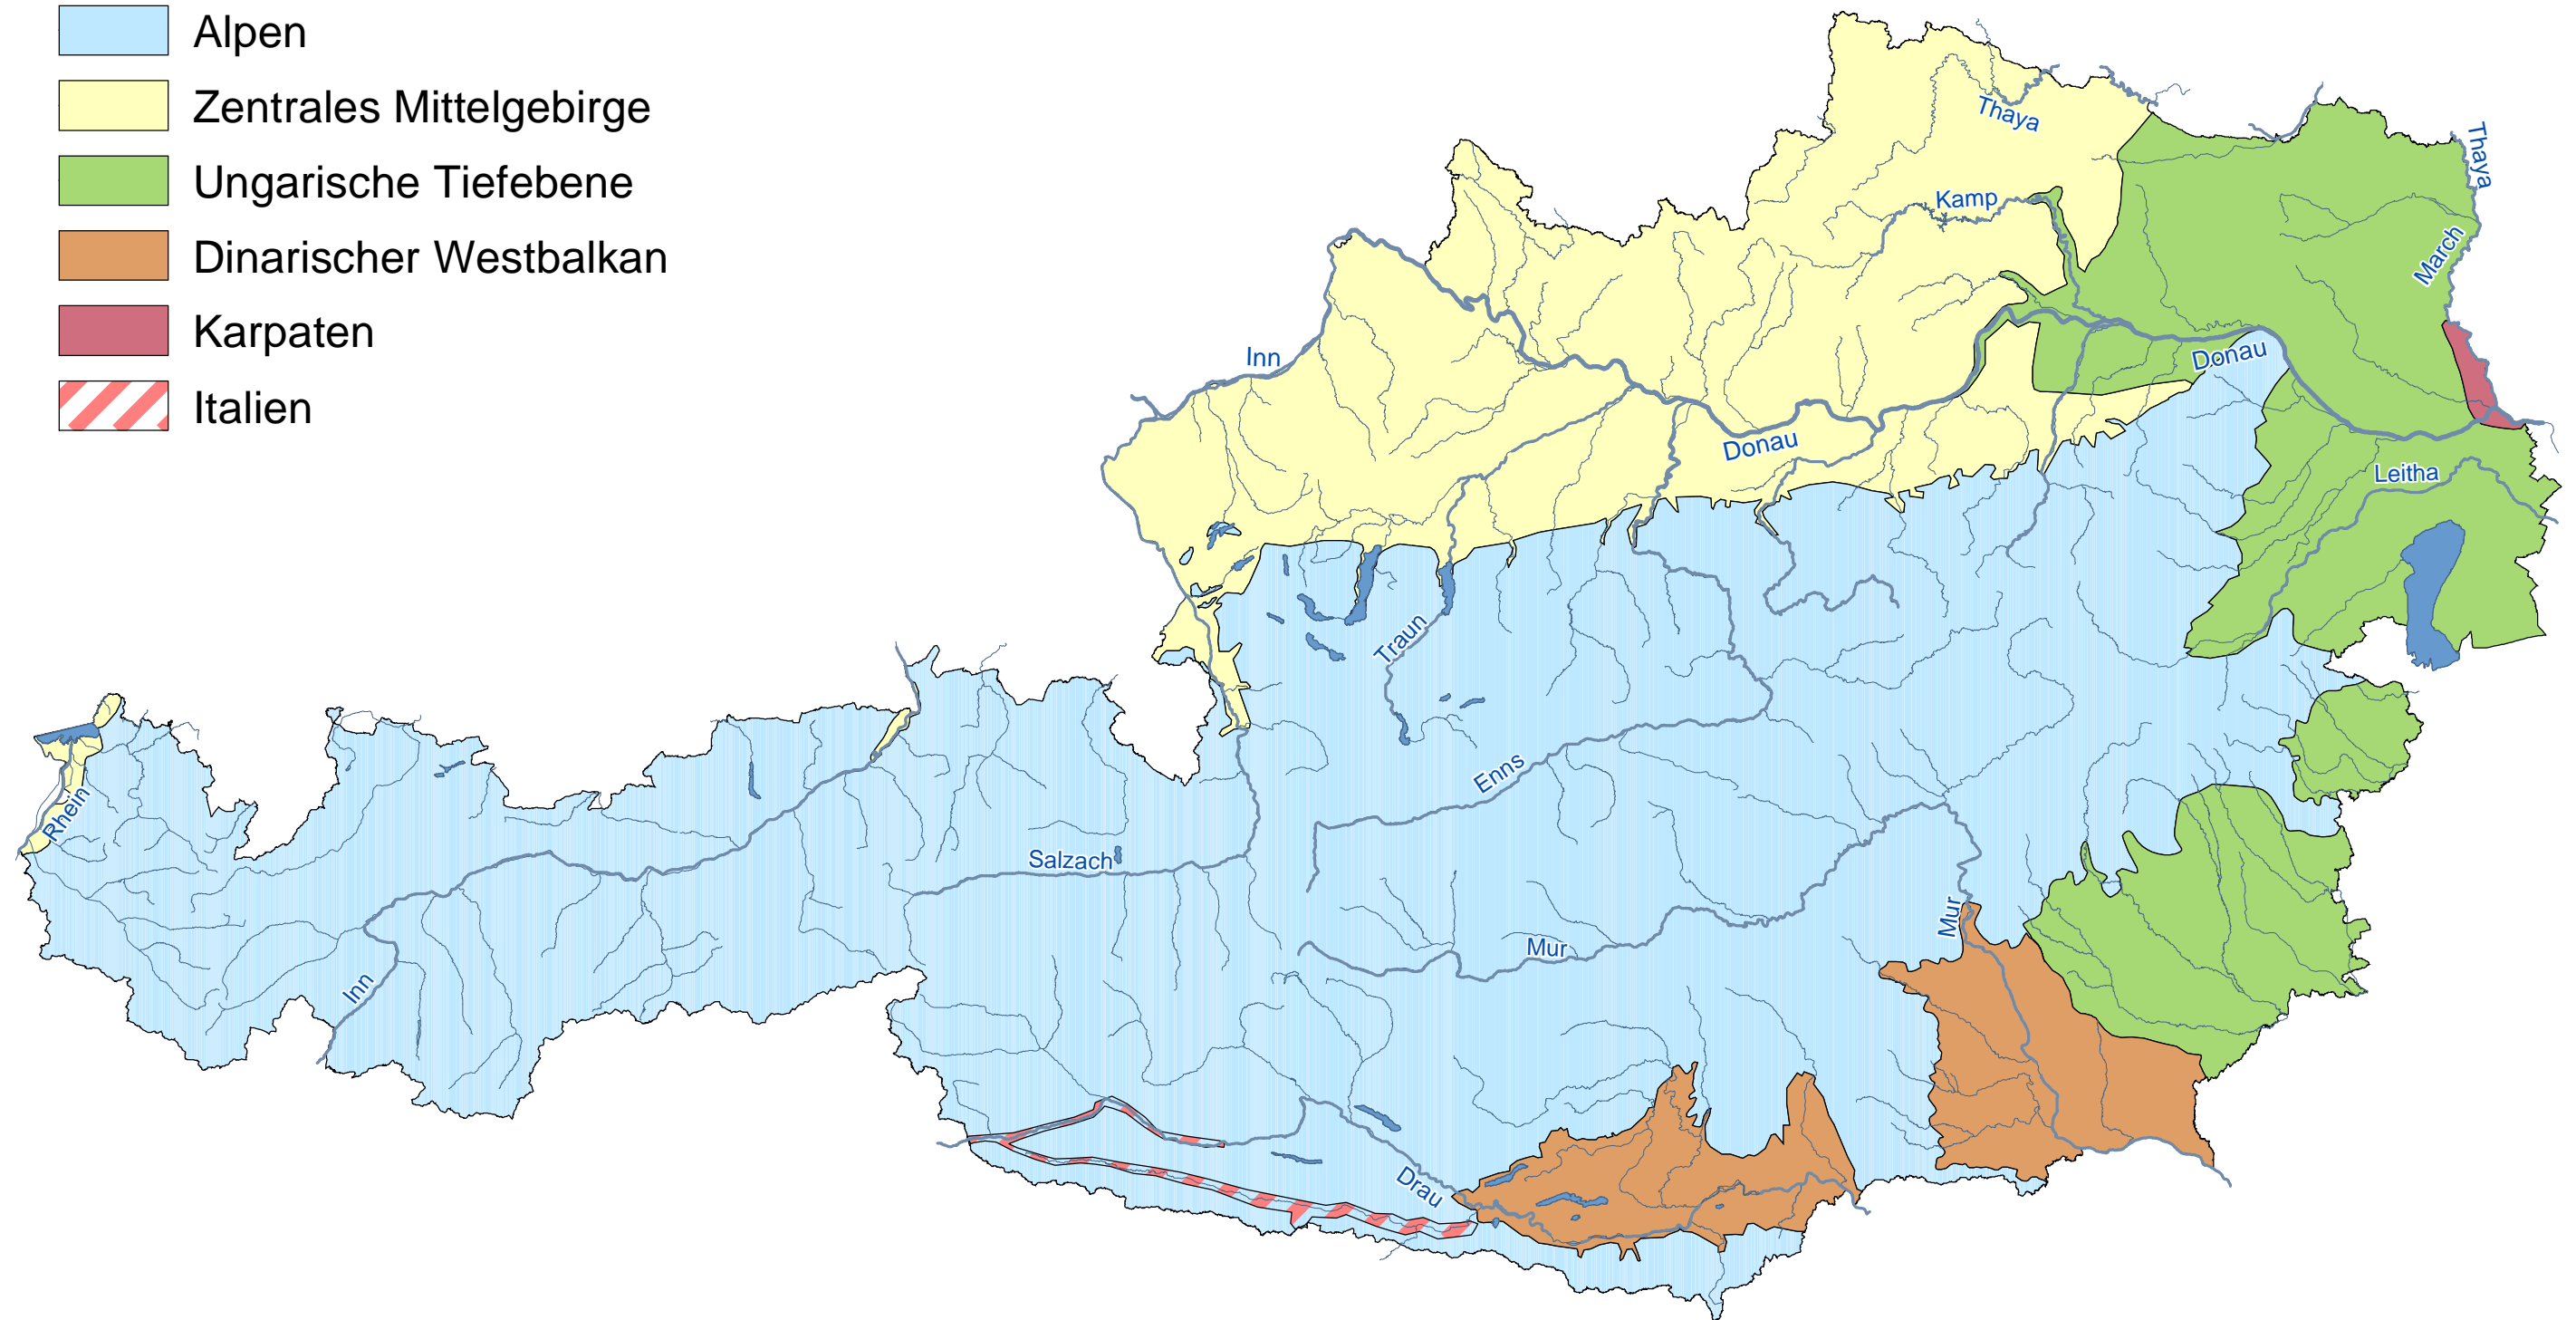 Alpen
Zentrales Mittelgebirge
Ungarische Tiefebene
Dinarischer Westbalkan
Karpaten
Italien
Thaya
Thaya
Kamp
March
Inn
Donau
Donau
Leitha
Traun
Enns
Rhein
Salzach
Mur
Mur
Inn
Drau